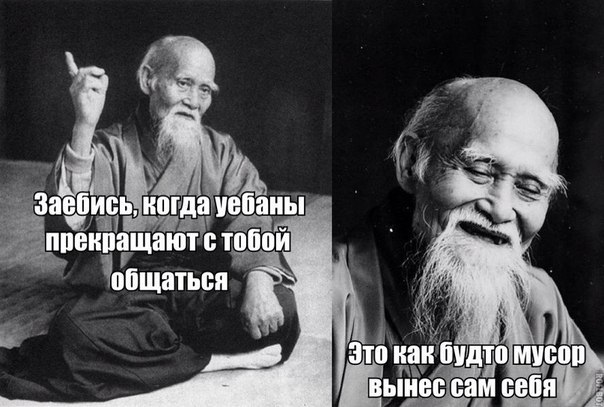 Заебись, когда уебаны
прекращают с тобой
общаться
Это как будто мусор
вынес сам себя